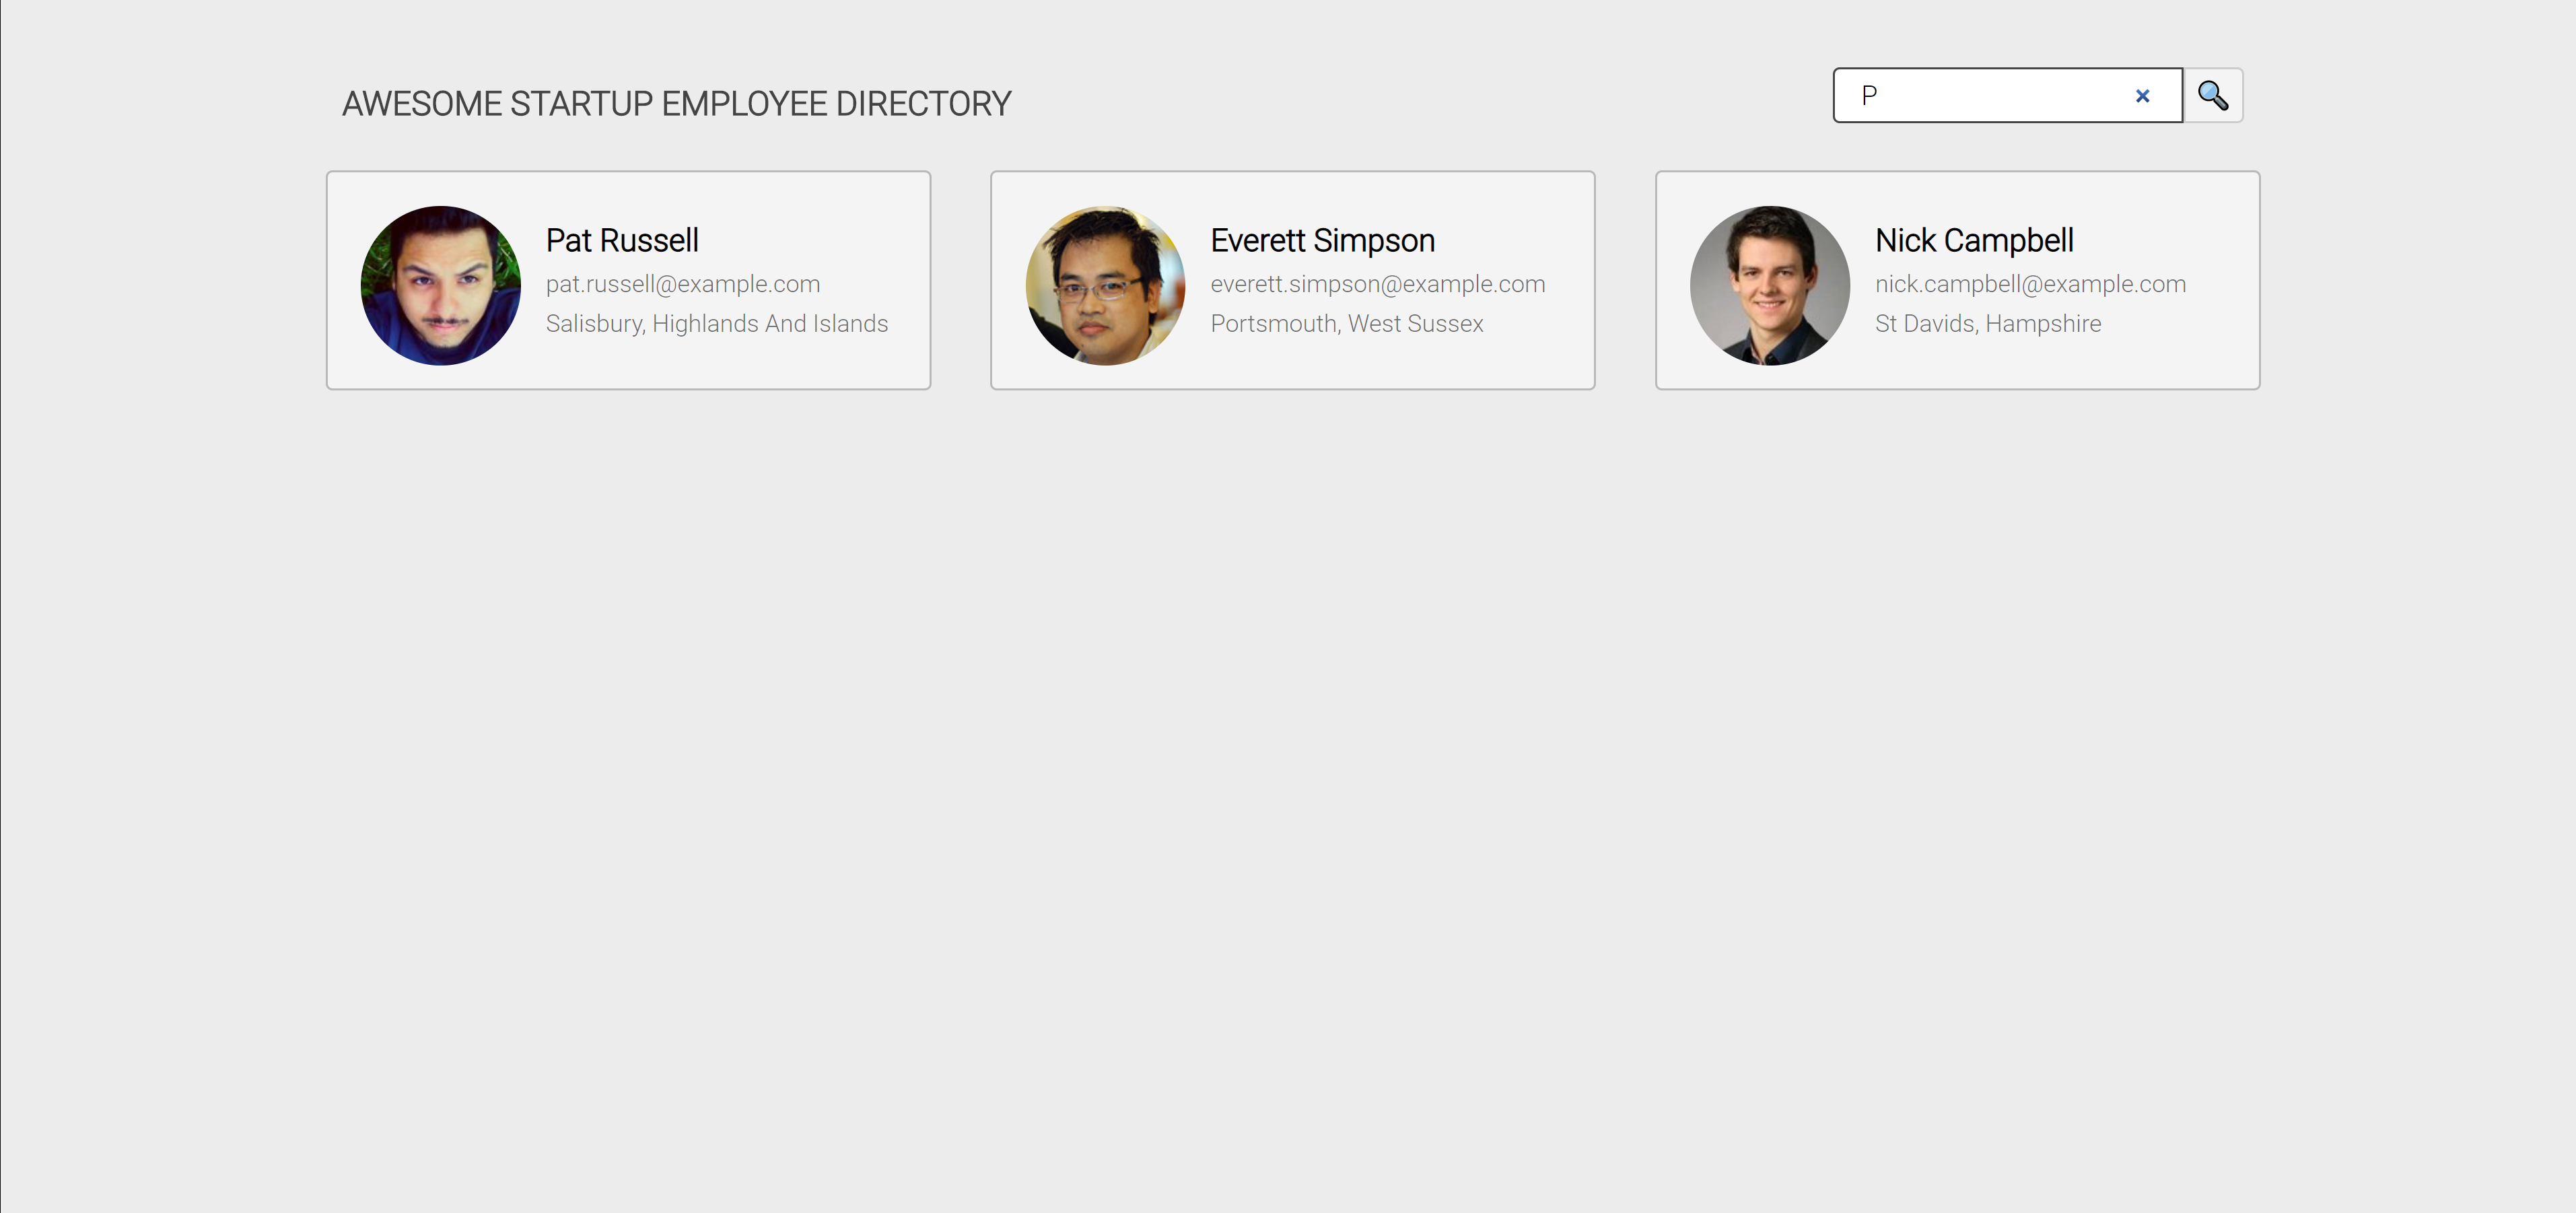 AWESOME STARTUP EMPLOYEE DIRECTORY
P
Pat Russell
pat.russell@example.com
Salisbury, Highlands And Islands
Everett Simpson
everett.simpson@example.com
Portsmouth, West Sussex
Nick Campbell
nick.campbell@example.com
St Davids, Hampshire